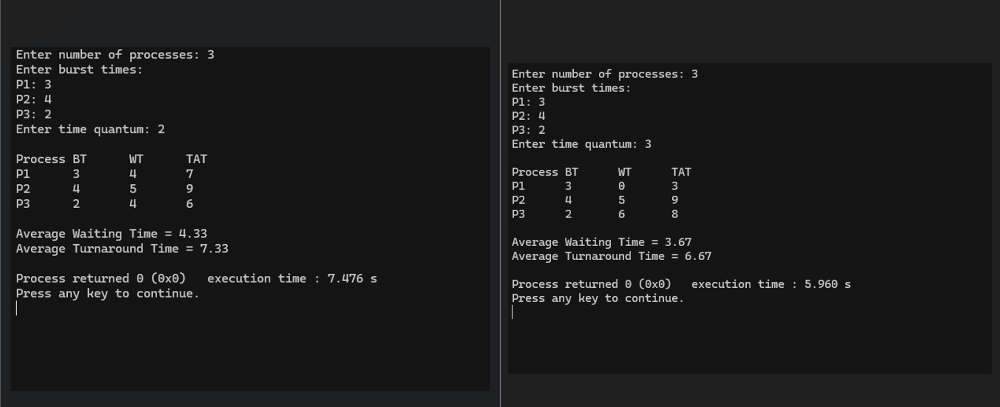 Enter number of processes: 3
Enter burst times:
P1: 3
P2: 4
P3: 2
Enter time quantum: 2
Process BT WT TAT
P1 3 4 7
P2 4 5 9
P3 2 4 6
Average Waiting Time = 4.33
Average Turnaround Time = 7.33
Process returned 0 (0x0) execution time : 7.476 s
Press any key to continue.
Enter number of processes: 3
Enter burst times:
P1: 3
P2: 4
P3: 2
Enter time quantum: 3
Process BT WT TAT
P1 3 0 3
P2 4 5 9
P3 2 6 8
Average Waiting Time = 3.67
Average Turnaround Time = 6.67
Process returned 0 (0x0) execution time : 5.960 s
Press any key to continue.